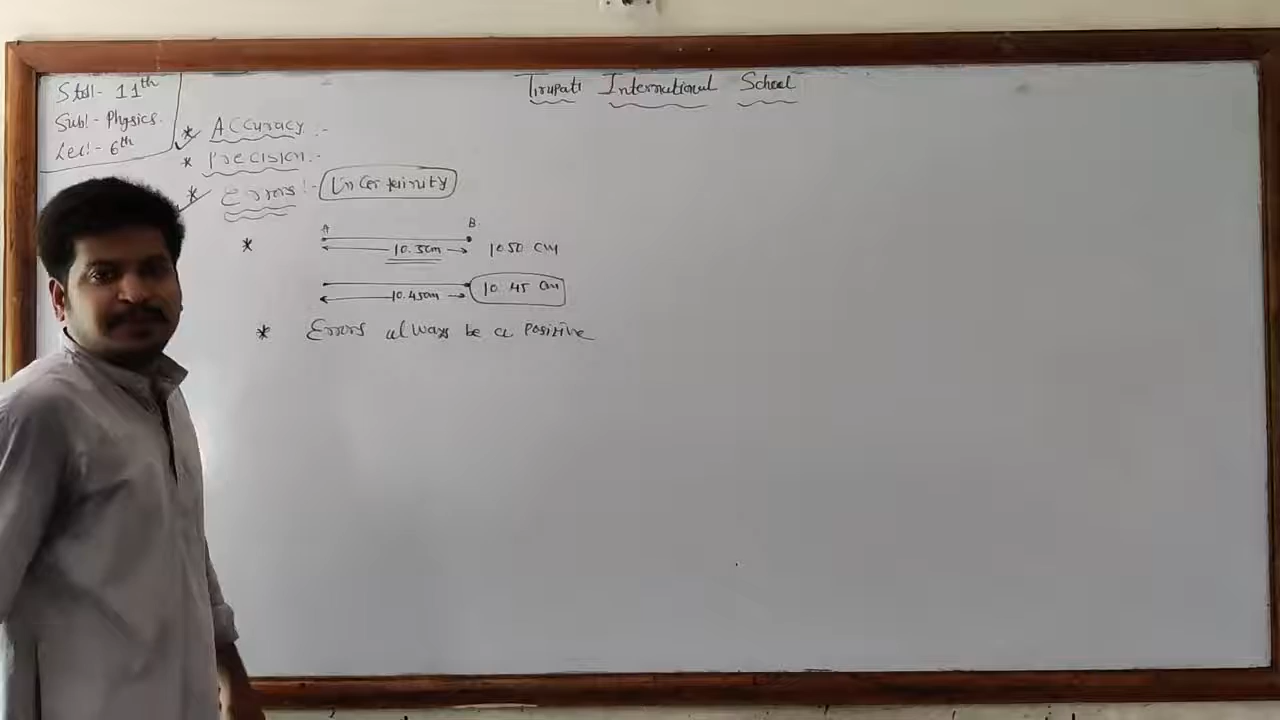 Std:- 11th
Sub:- Physics.
Lec:- 6th
Tirupati International School
* Accuracy :-
* Precision :-
* Errors :- Uncertainity
A B.
* 10.5cm 10.50 cm
10.45cm 10.45 cm
* Errors always be a positive